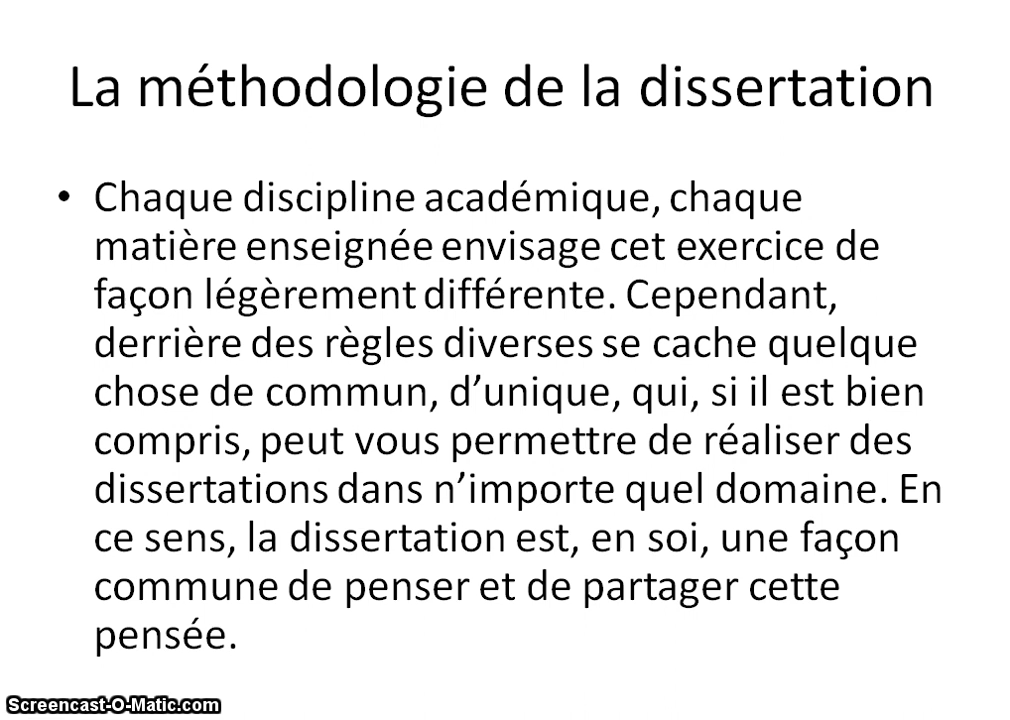 La méthodologie de la dissertation
• Chaque discipline académique, chaque
matière enseignée envisage cet exercice de
façon légèrement différente. Cependant,
derrière des règles diverses se cache quelque
chose de commun, d’unique, qui, si il est bien
compris, peut vous permettre de réaliser des
dissertations dans n’importe quel domaine. En
ce sens, la dissertation est, en soi, une façon
commune de penser et de partager cette
pensée.
Screencast-O-Matic.com